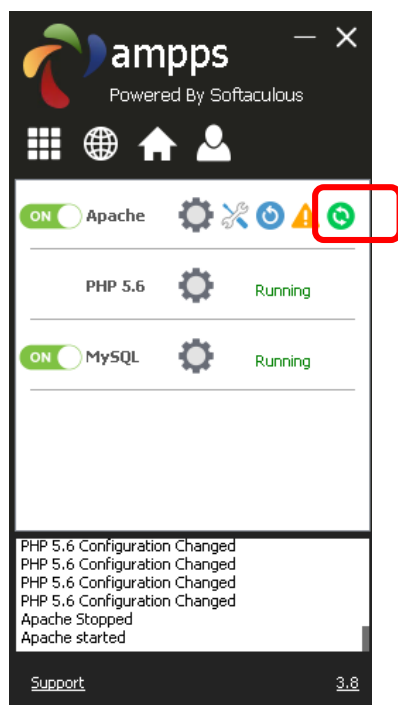 ampps
Powered By Softaculous
ON Apache
PHP 5.6 Running
ON MySQL Running
PHP 5.6 Configuration Changed
PHP 5.6 Configuration Changed
PHP 5.6 Configuration Changed
PHP 5.6 Configuration Changed
Apache Stopped
Apache started
Support 3.8